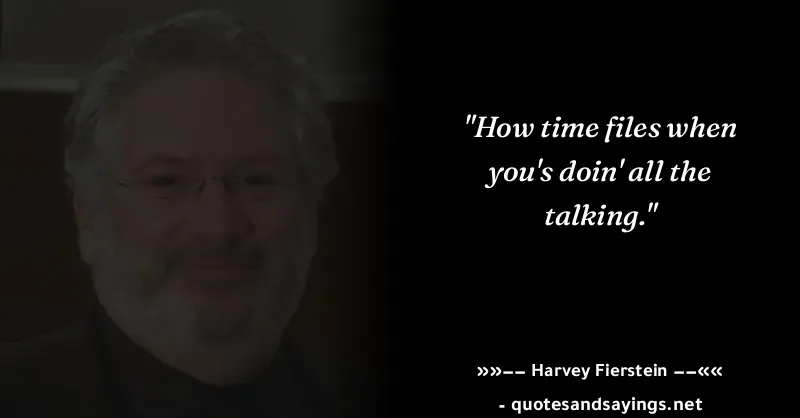 "How time files when
you's doin' all the
talking."
»»–– Harvey Fierstein ––««
- quotesandsayings.net